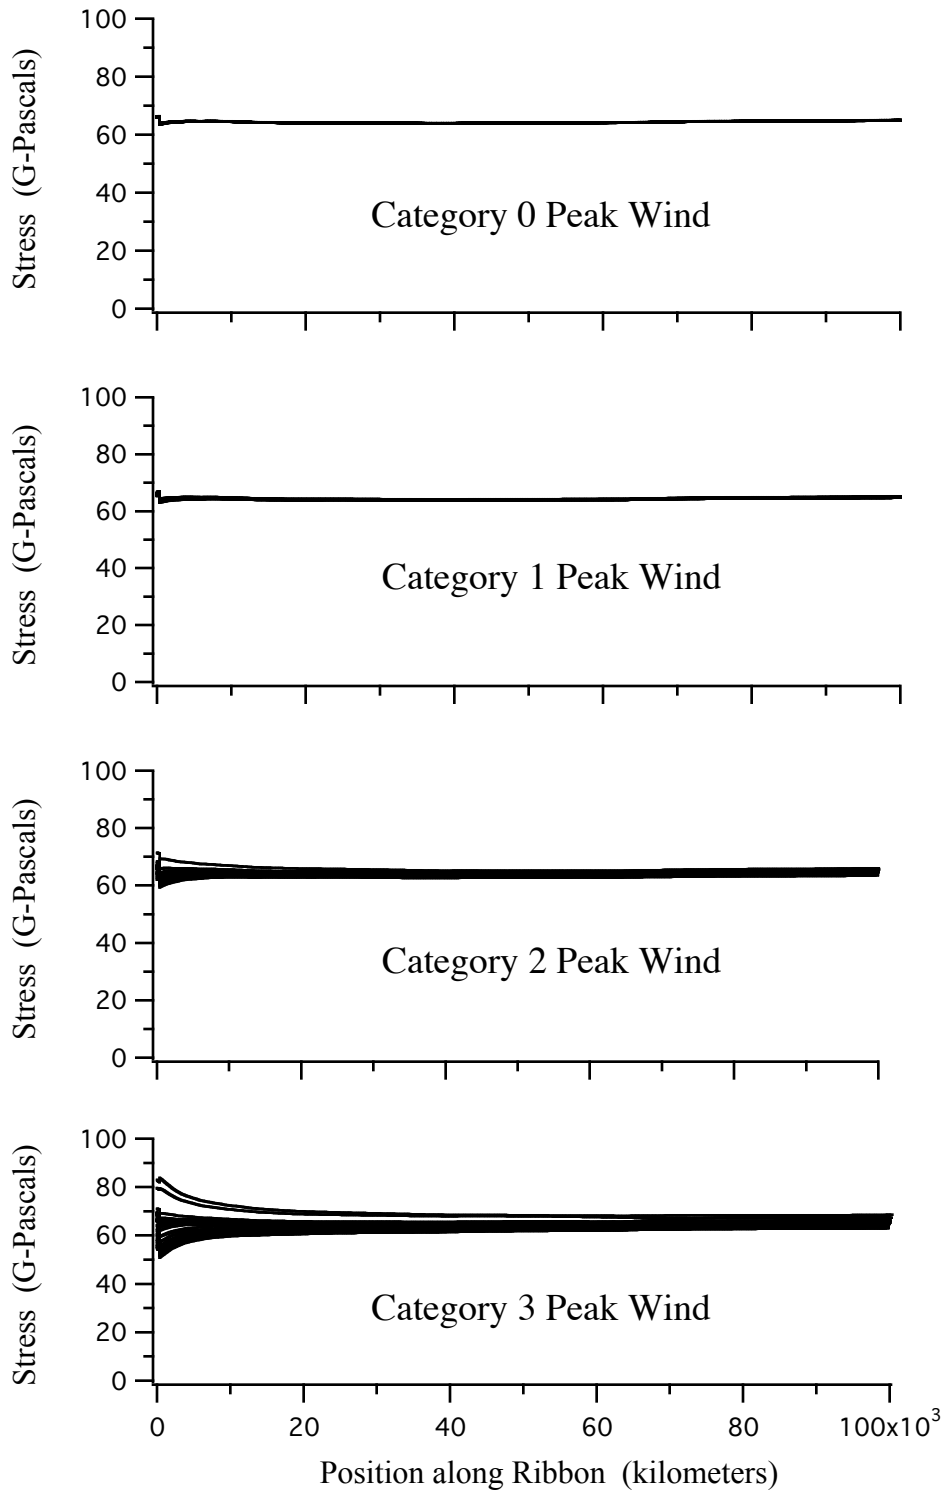 100
80
60
40
20
0
Stress (G-Pascals)
Category 0 Peak Wind
100
80
60
40
20
0
Stress (G-Pascals)
Category 1 Peak Wind
100
80
60
40
20
0
Stress (G-Pascals)
Category 2 Peak Wind
100
80
60
40
20
0
Stress (G-Pascals)
Category 3 Peak Wind
0 20 40 60 80 100x10³
Position along Ribbon (kilometers)